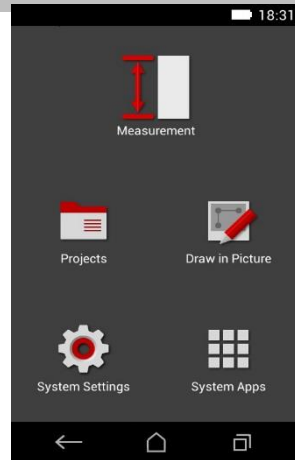 18:31
Measurement
Projects
Draw in Picture
System Settings
System Apps